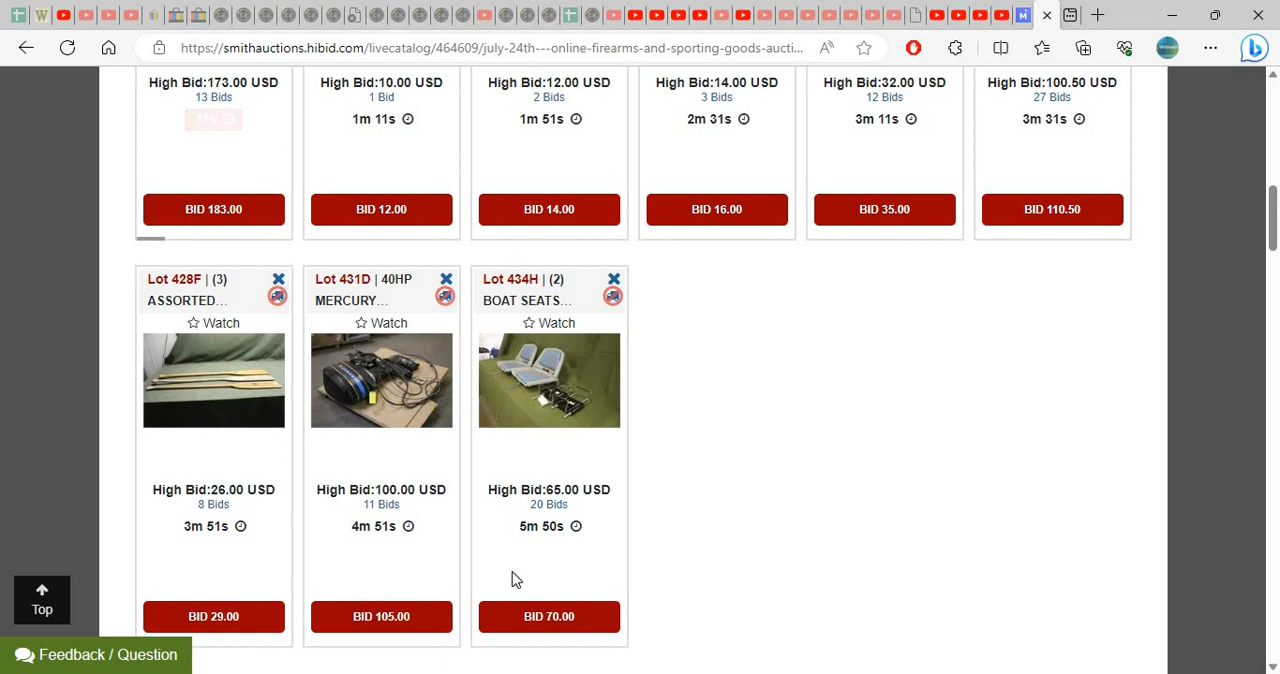 https://smithauctions.hibid.com/livecatalog/464609/july-24th---online-firearms-and-sporting-goods-aucti...
High Bid:173.00 USD
13 Bids
11s
BID 183.00
High Bid:10.00 USD
1 Bid
1m 11s
BID 12.00
High Bid:12.00 USD
2 Bids
1m 51s
BID 14.00
High Bid:14.00 USD
3 Bids
2m 31s
BID 16.00
High Bid:32.00 USD
12 Bids
3m 11s
BID 35.00
High Bid:100.50 USD
27 Bids
3m 31s
BID 110.50
Lot 428F | (3)
ASSORTED...
Watch
High Bid:26.00 USD
8 Bids
3m 51s
BID 29.00
Lot 431D | 40HP
MERCURY...
Watch
High Bid:100.00 USD
11 Bids
4m 51s
BID 105.00
Lot 434H | (2)
BOAT SEATS...
Watch
High Bid:65.00 USD
20 Bids
5m 50s
BID 70.00
Top
Feedback / Question